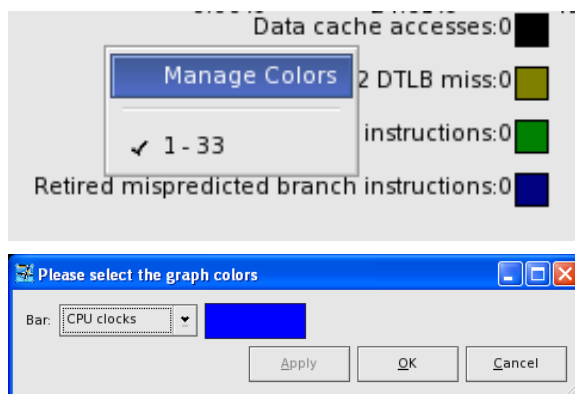 Data cache accesses:0
Manage Colors
2 DTLB miss:0
✓ 1 - 33
instructions:0
Retired mispredicted branch instructions:0
Please select the graph colors
Bar: CPU clocks
Apply OK Cancel